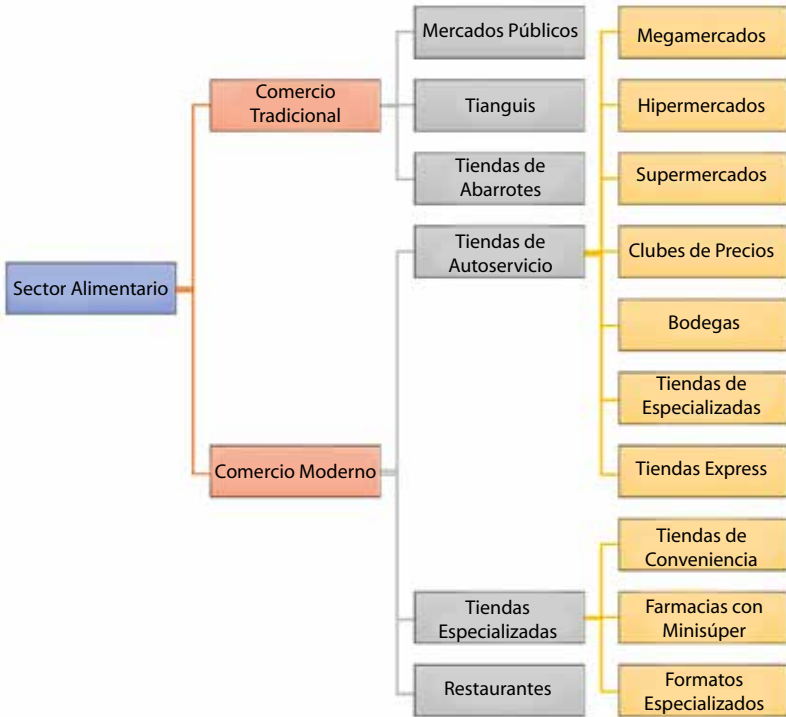 Sector Alimentario
Comercio
Tradicional
Comercio Moderno
Mercados Públicos
Tianguis
Tiendas de
Abarrotes
Tiendas de
Autoservicio
Tiendas
Especializadas
Restaurantes
Megamercados
Hipermercados
Supermercados
Clubes de Precios
Bodegas
Tiendas de
Especializadas
Tiendas Express
Tiendas de
Conveniencia
Farmacias con
Minisúper
Formatos
Especializados